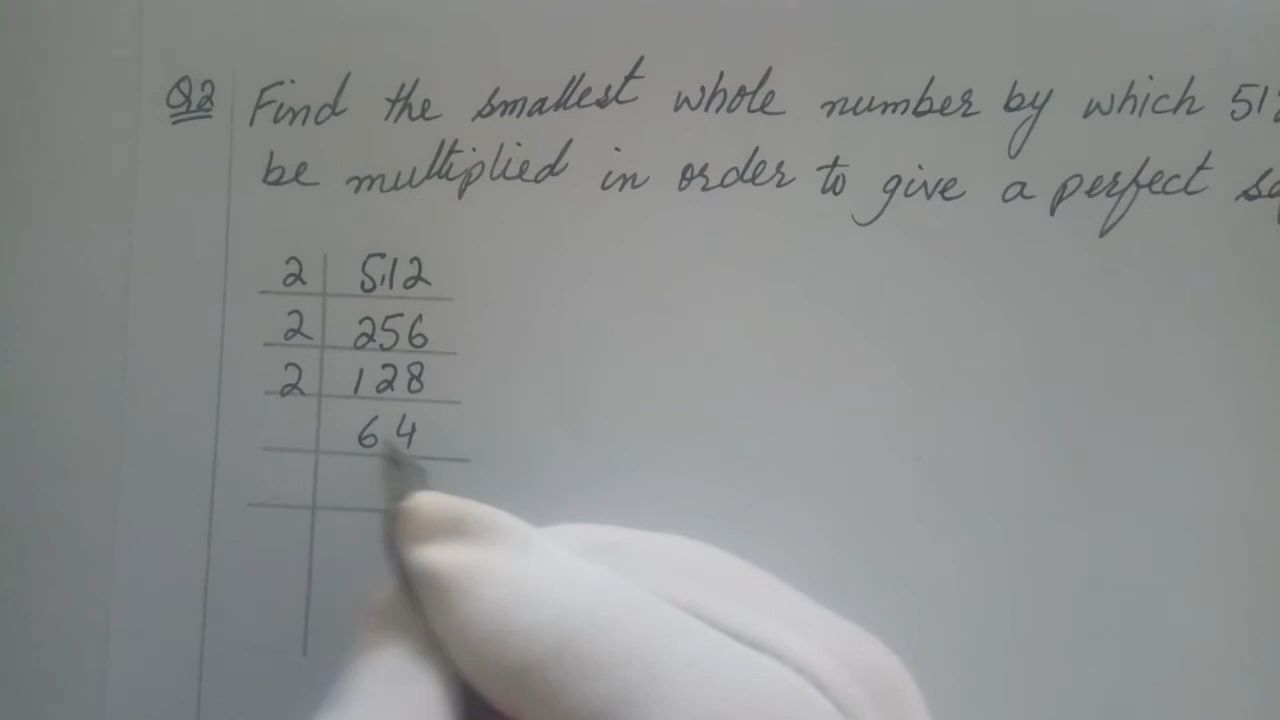 Q2 Find the smallest whole number by which
be multiplied in order to give a perfect
2 512
2 256
2 128
64